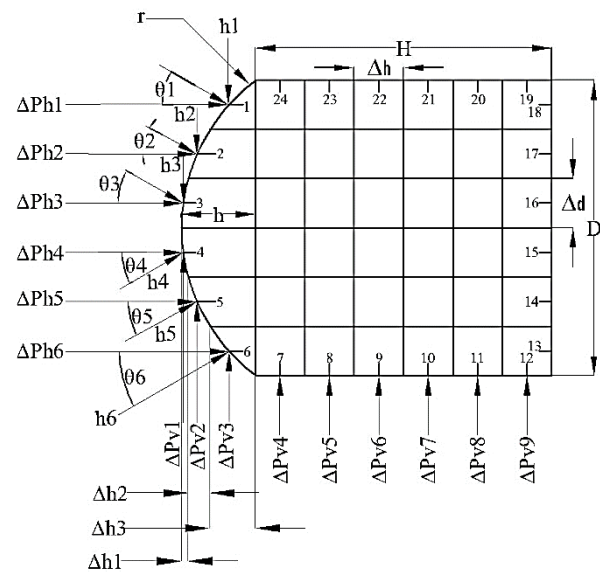 r h1 H
θ1 Δh
ΔPh1 h2 1 24 23 22 21 20 19
18
ΔPh2 θ2 h3 2 17
ΔPh3 θ3 3 h 16 Δd
D
ΔPh4 θ4 h4 4 15
ΔPh5 θ5 h5 5 14
ΔPh6 θ6 6 7 8 9 10 11 12 13
h6
ΔPv1 ΔPv2 ΔPv3 ΔPv4 ΔPv5 ΔPv6 ΔPv7 ΔPv8 ΔPv9
Δh2
Δh3
Δh1